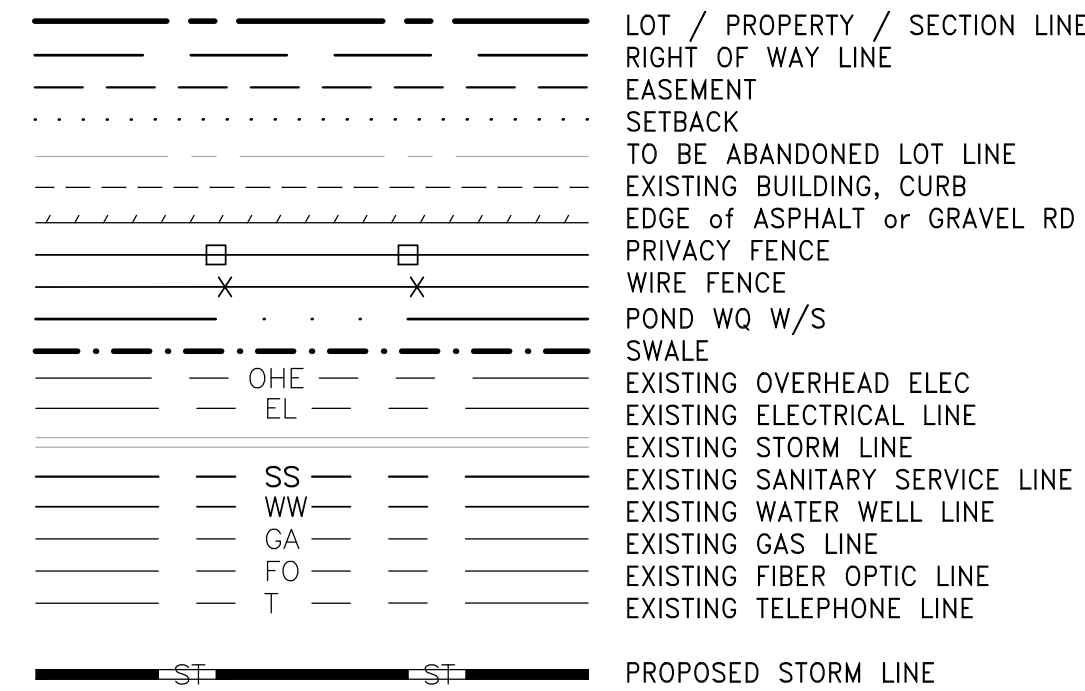 LOT / PROPERTY / SECTION LINE
RIGHT OF WAY LINE
EASEMENT
SETBACK
TO BE ABANDONED LOT LINE
EXISTING BUILDING, CURB
EDGE of ASPHALT or GRAVEL RD
PRIVACY FENCE
X X WIRE FENCE
POND WQ W/S
SWALE
OHE EXISTING OVERHEAD ELEC
EL EXISTING ELECTRICAL LINE
EXISTING STORM LINE
SS EXISTING SANITARY SERVICE LINE
WW EXISTING WATER WELL LINE
GA EXISTING GAS LINE
FO EXISTING FIBER OPTIC LINE
T EXISTING TELEPHONE LINE
ST ST PROPOSED STORM LINE